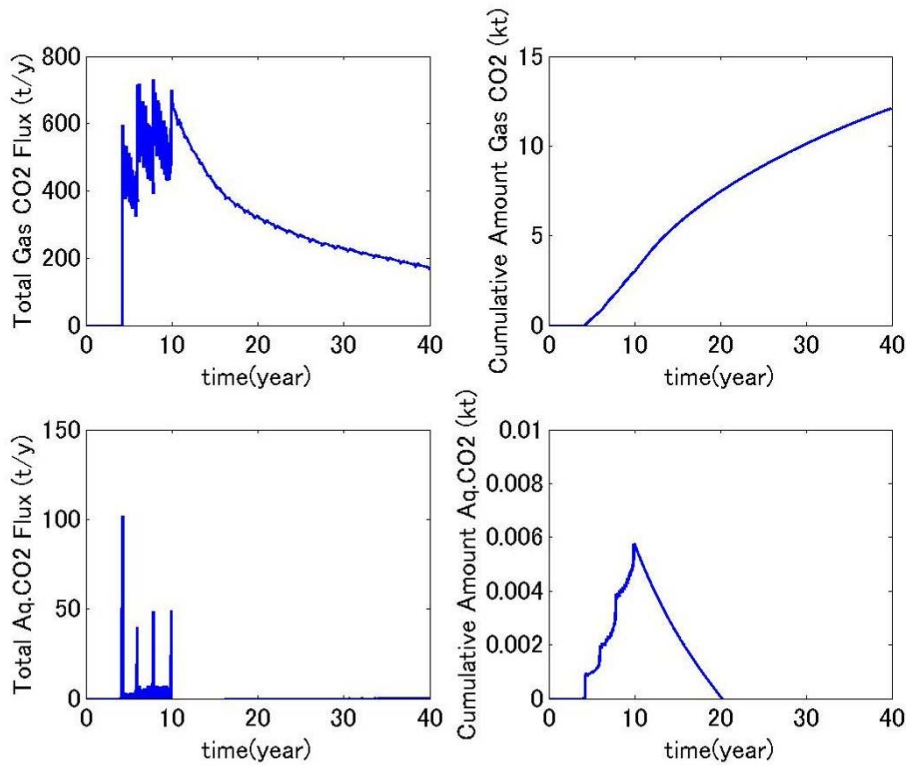 Total Gas CO2 Flux (t/y)
800
600
400
200
0
0 10 20 30 40
time(year)
Cumulative Amount Gas CO2 (kt)
15
10
5
0
0 10 20 30 40
time(year)
Total Aq.CO2 Flux (t/y)
150
100
50
0
0 10 20 30 40
time(year)
Cumulative Amount Aq.CO2 (kt)
0.01
0.008
0.006
0.004
0.002
0
0 10 20 30 40
time(year)